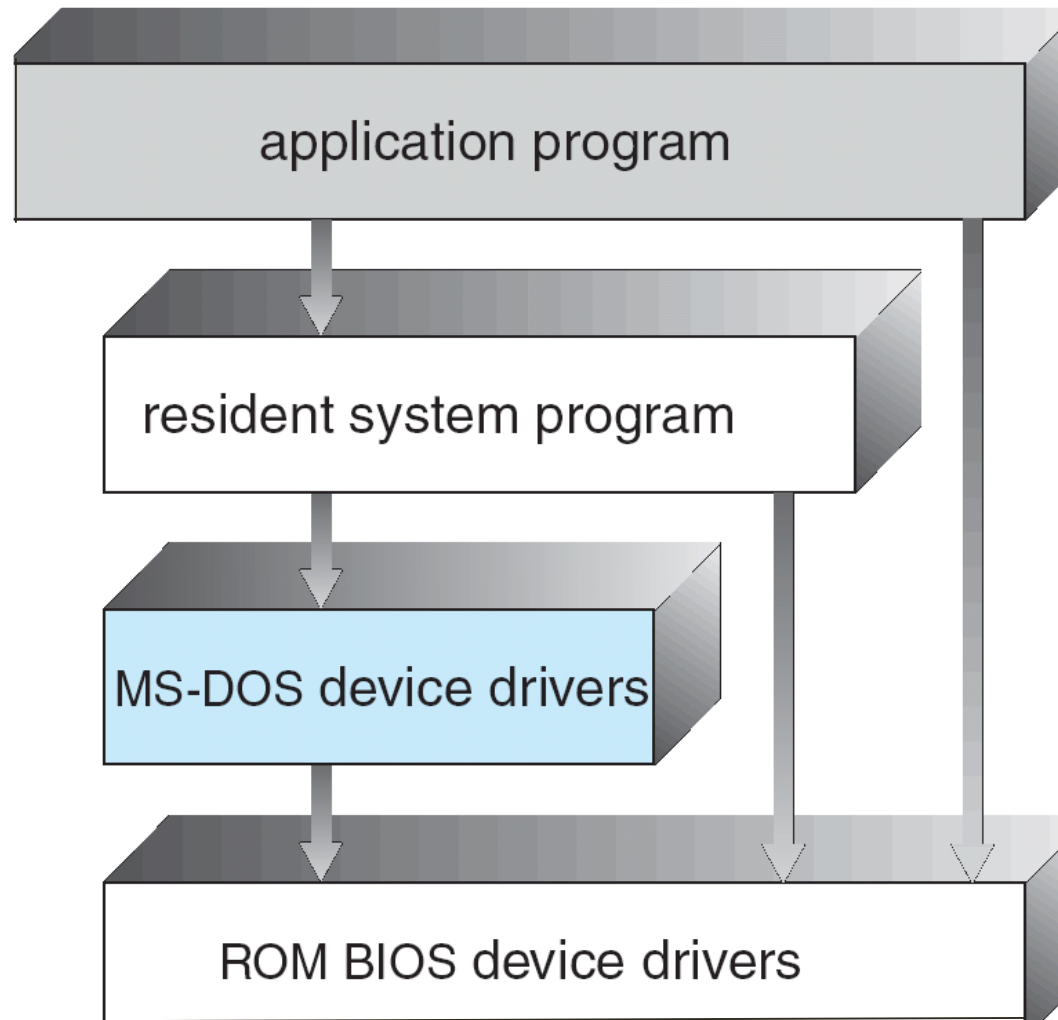 application program
resident system program
MS-DOS device drivers
ROM BIOS device drivers